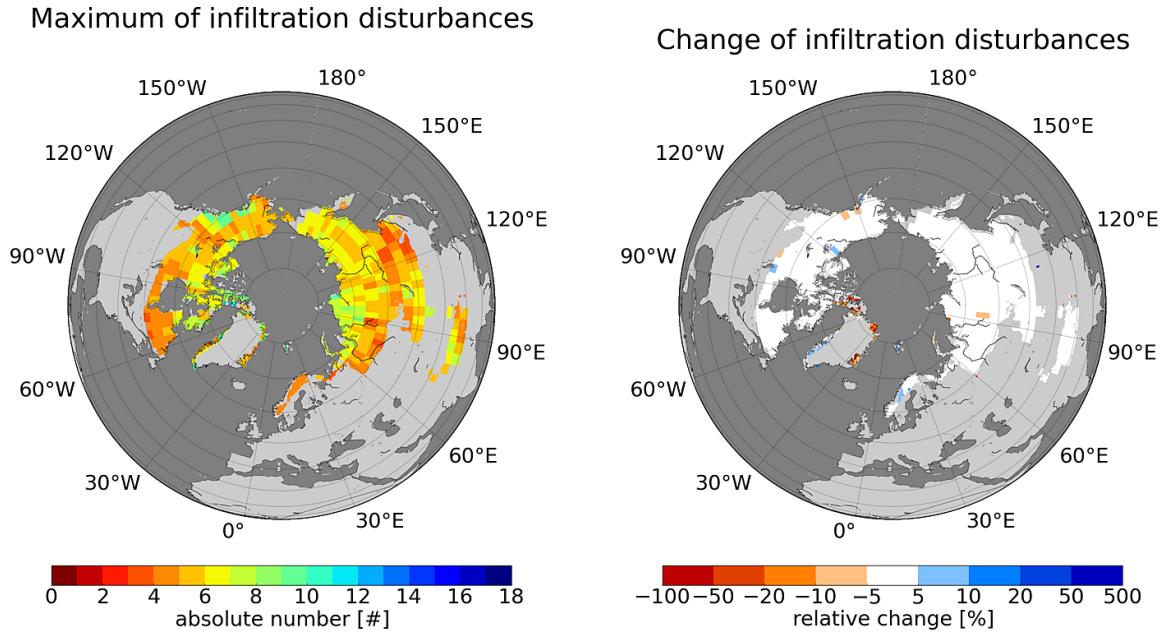 Maximum of infiltration disturbances
180°
150°W
150°E
120°W
120°E
90°W
90°E
60°W
60°E
30°W
30°E
0°
0 2 4 6 8 10 12 14 16 18
absolute number [#]
Change of infiltration disturbances
180°
150°W
150°E
120°W
120°E
90°W
90°E
60°W
60°E
30°W
30°E
0°
−100 −50 −20 −10 −5 5 10 20 50 500
relative change [%]